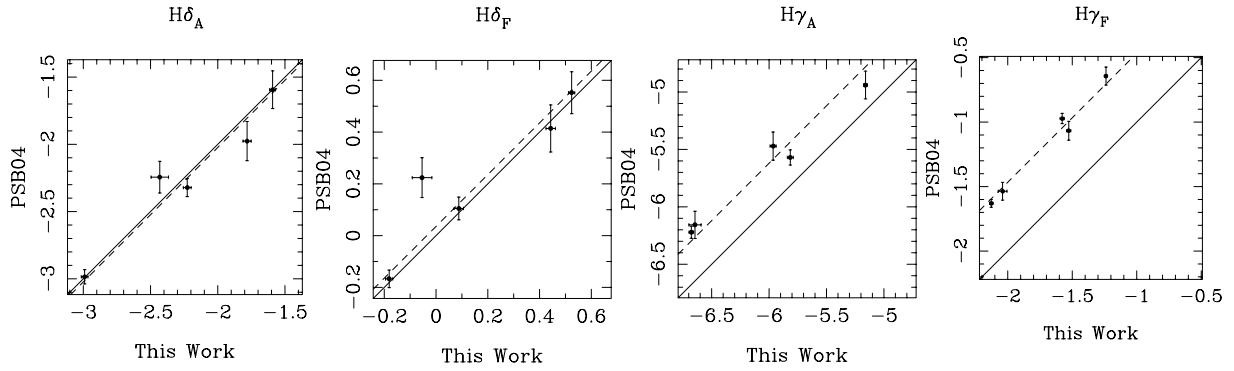 Hδ_A
PSB04
−1.5
−2
−2.5
−3
−3 −2.5 −2 −1.5
This Work
Hδ_F
PSB04
0.6
0.4
0.2
0
−0.2
−0.2 0 0.2 0.4 0.6
This Work
Hγ_A
PSB04
−5
−5.5
−6
−6.5
−6.5 −6 −5.5 −5
This Work
Hγ_F
PSB04
−0.5
−1
−1.5
−2
−2 −1.5 −1 −0.5
This Work